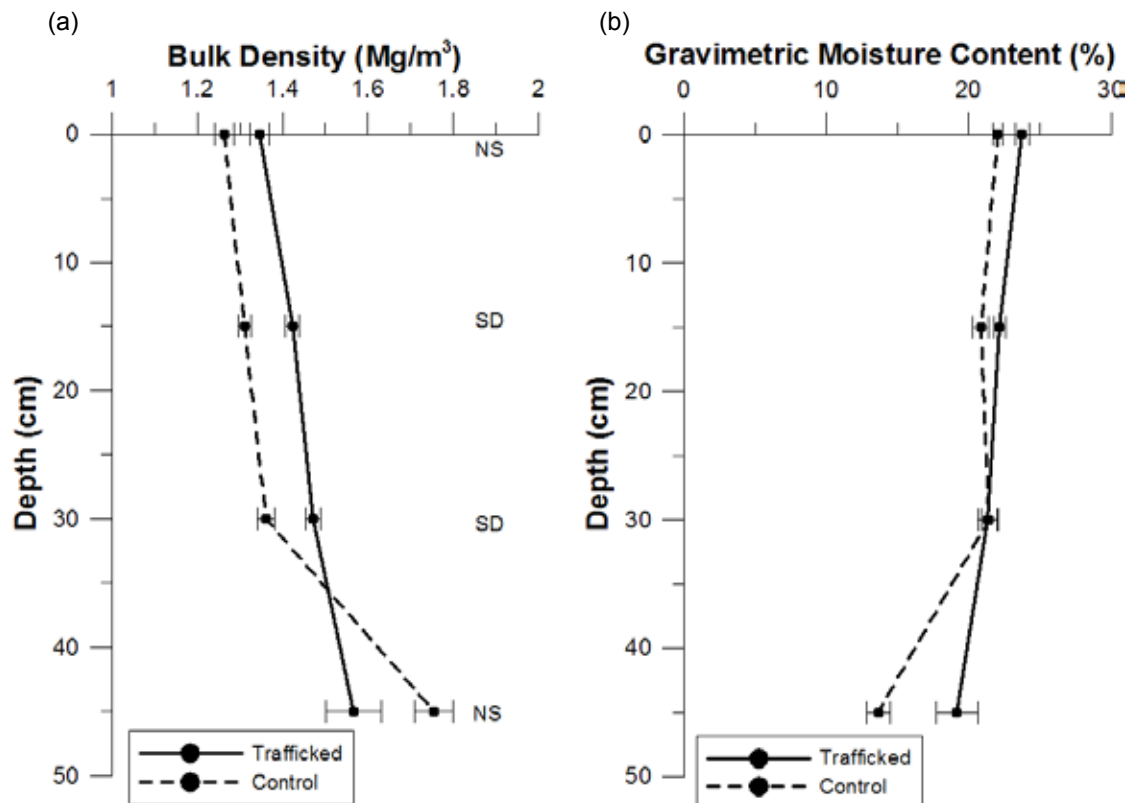 (a)
Bulk Density (Mg/m³)
1 1.2 1.4 1.6 1.8 2
Depth (cm)
0
10
20
30
40
50
NS
SD
SD
NS
Trafficked
Control
(b)
Gravimetric Moisture Content (%)
0 10 20 30
Depth (cm)
0
10
20
30
40
50
Trafficked
Control